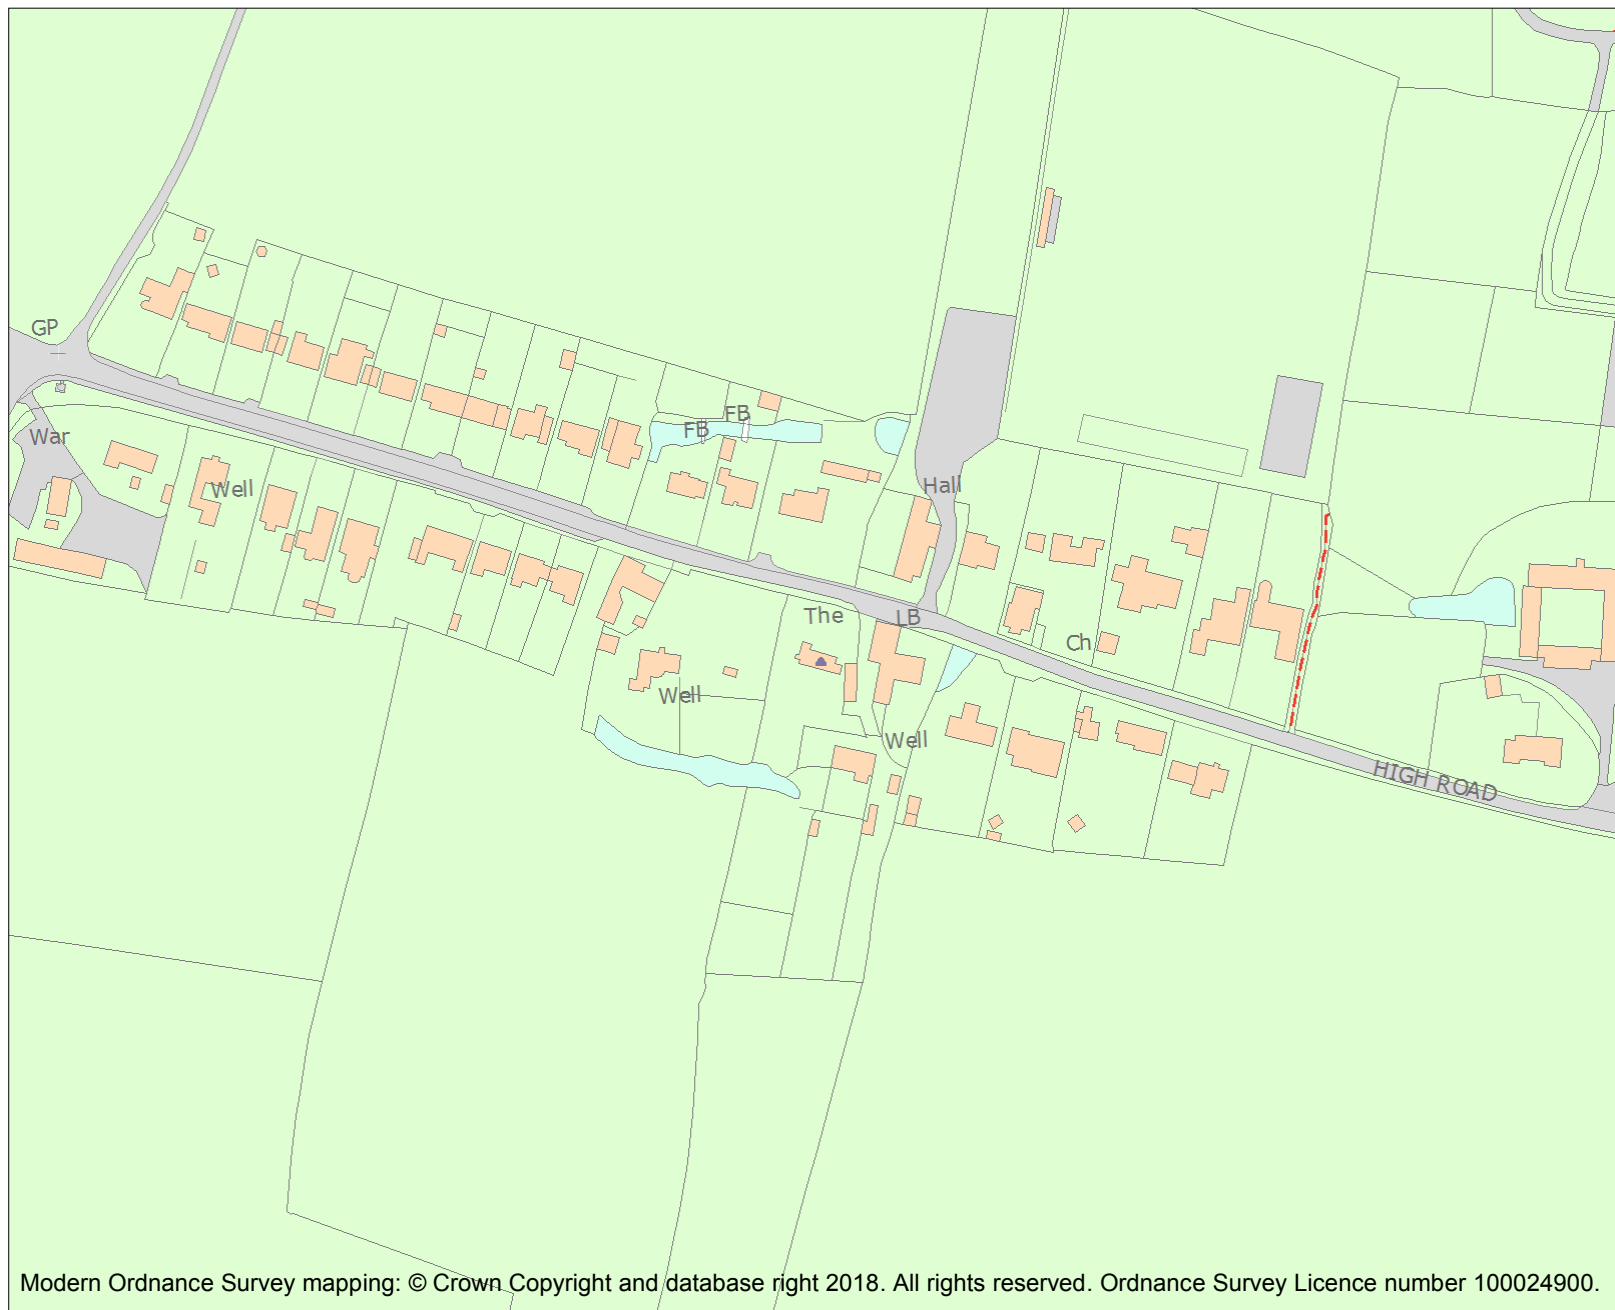 GP
FB
FB
War
Well
Hall
The
LB
Ch
Well
Well
HIGH ROAD
Modern Ordnance Survey mapping: © Crown Copyright and database right 2018. All rights reserved. Ordnance Survey Licence number 100024900.